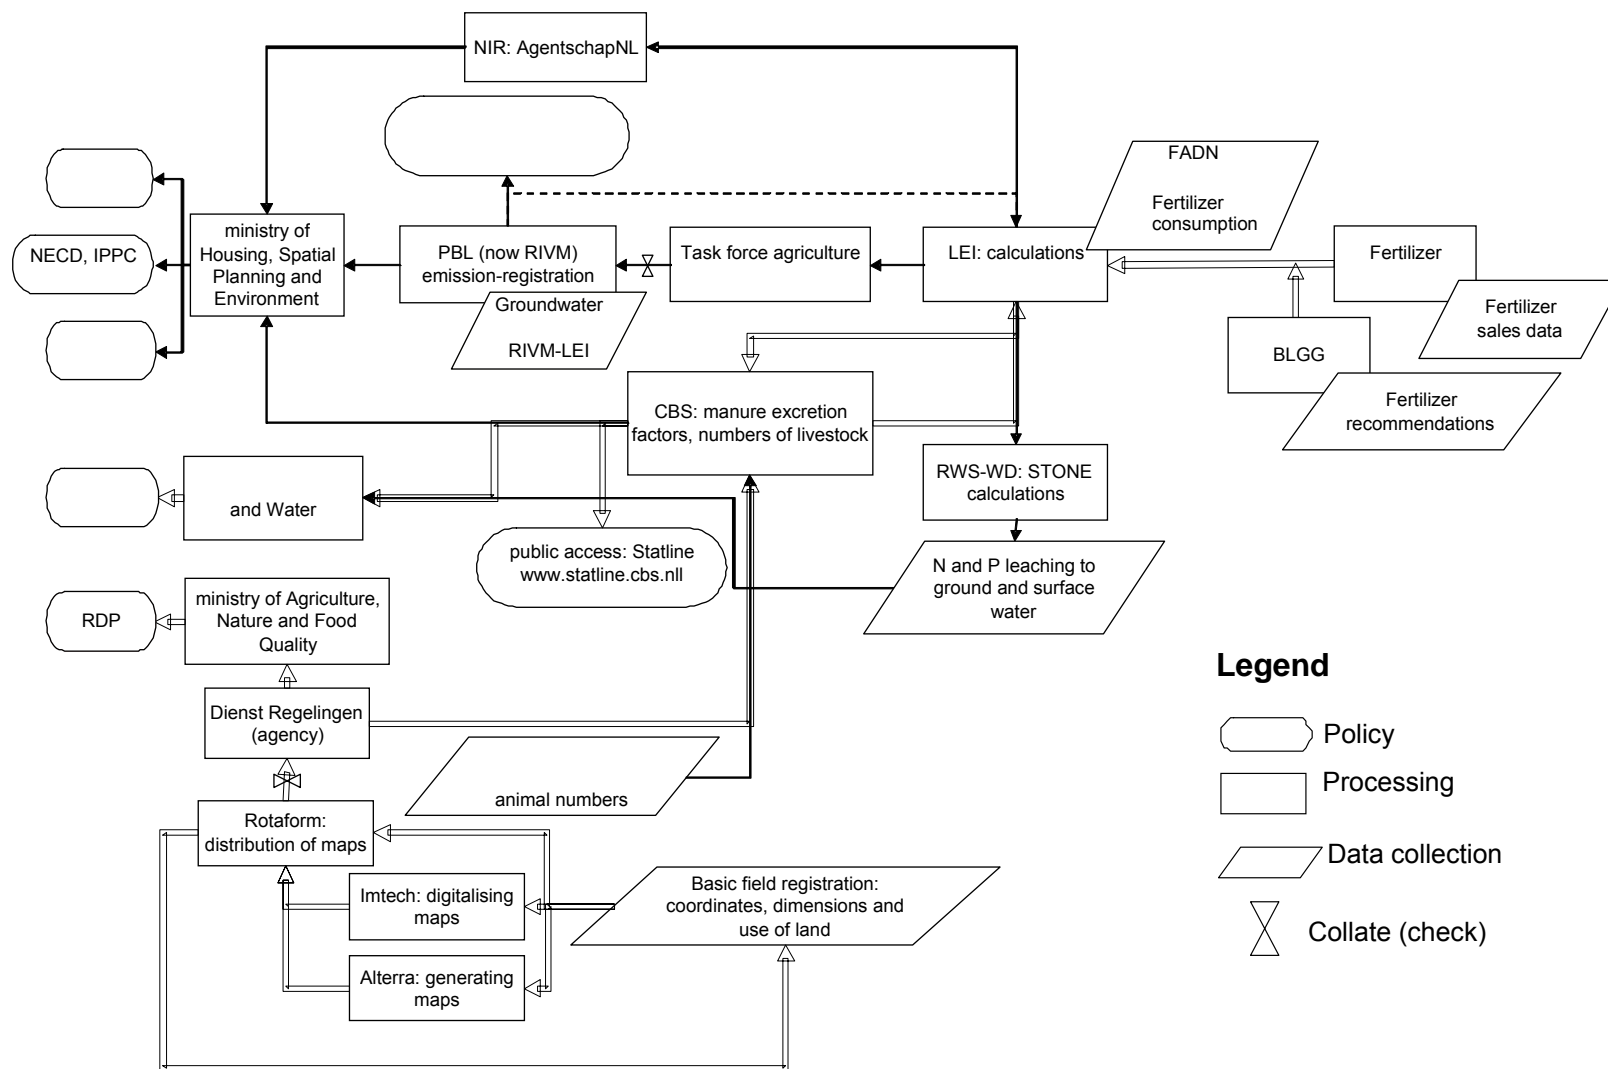 NIR: AgentschapNL
FADN
Fertilizer
consumption
NECD, IPPC
ministry of
Housing, Spatial
Planning and
Environment
PBL (now RIVM)
emission-registration
Groundwater
RIVM-LEI
Task force agriculture
LEI: calculations
Fertilizer
Fertilizer
sales data
BLGG
Fertilizer
recommendations
CBS: manure excretion
factors, numbers of livestock
RWS-WD: STONE
calculations
and Water
public access: Statline
www.statline.cbs.nll
N and P leaching to
ground and surface
water
RDP
ministry of Agriculture,
Nature and Food
Quality
Dienst Regelingen
(agency)
animal numbers
Rotaform:
distribution of maps
Imtech: digitalising
maps
Alterra: generating
maps
Basic field registration:
coordinates, dimensions and
use of land
Legend
Policy
Processing
Data collection
Collate (check)